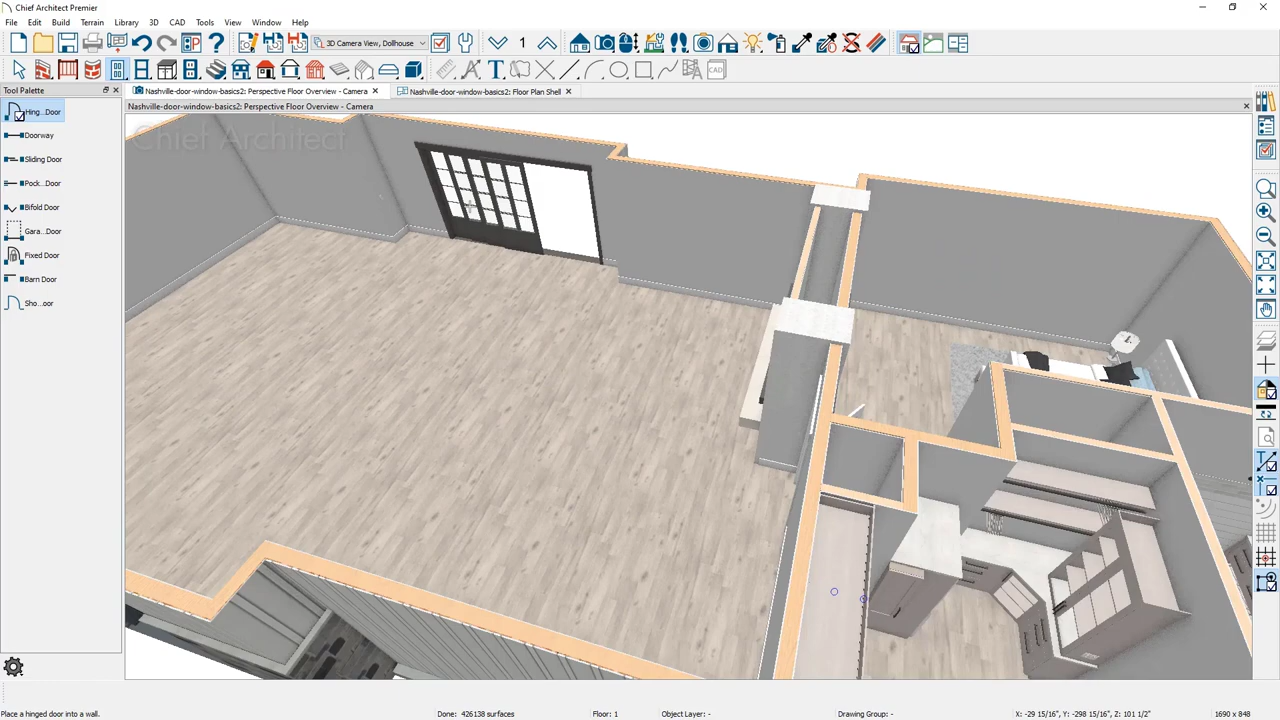 Chief Architect Premier
File Edit Build Terrain Library 3D CAD Tools View Window Help
3D Camera View, Dollhouse
1
CAD
Tool Palette
Nashville-door-window-basics2: Perspective Floor Overview - Camera
Nashville-door-window-basics2: Floor Plan Shell
Nashville-door-window-basics2: Perspective Floor Overview - Camera
Chief Architect
Hing...Door
Doorway
Sliding Door
Pock...Door
Bifold Door
Gara...Door
Fixed Door
Barn Door
Sho...oor
Place a hinged door into a wall.
Done: 426138 surfaces
Floor: 1
Object Layer: -
Drawing Group: -
X: -29 15/16", Y: -298 15/16", Z: 101 1/2"
1690 x 848